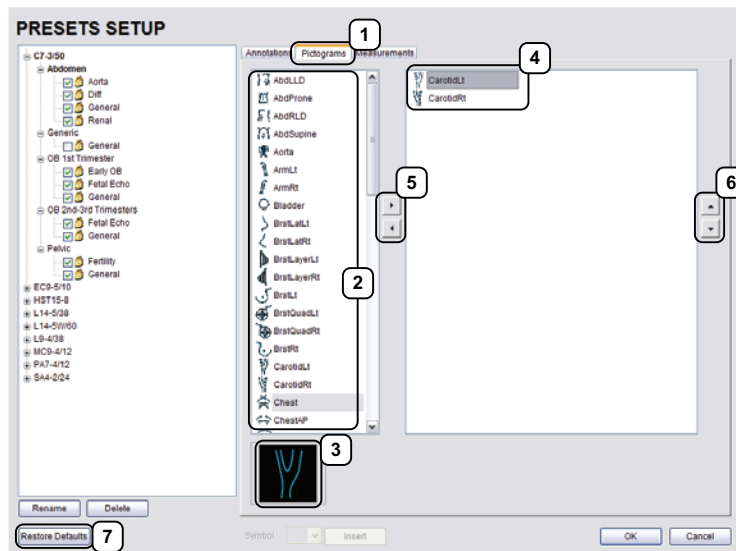 PRESETS SETUP
1
Annotations Pictograms Measurements
C7-3/50
Abdomen
Aorta
Diff
General
Renal
Generic
General
OB 1st Trimester
Early OB
Fetal Echo
General
OB 2nd-3rd Trimesters
Fetal Echo
General
Pelvic
Fertility
General
EC9-5/10
HST15-8
L14-5/38
L14-5W/60
L9-4/38
MC9-4/12
PA7-4/12
SA4-2/24
AbdLLD
AbdProne
AbdRLD
AbdSupine
Aorta
ArmLt
ArmRt
Bladder
BrstLatLt
BrstLatRt
BrstLayerLt
BrstLayerRt
BrstLt
BrstQuadLt
BrstQuadRt
BrstRt
CarotidLt
CarotidRt
Chest
ChestAP
2
3
CarotidLt
CarotidRt
4
5
6
Rename Delete
Restore Defaults 7
Symbol Insert
OK Cancel